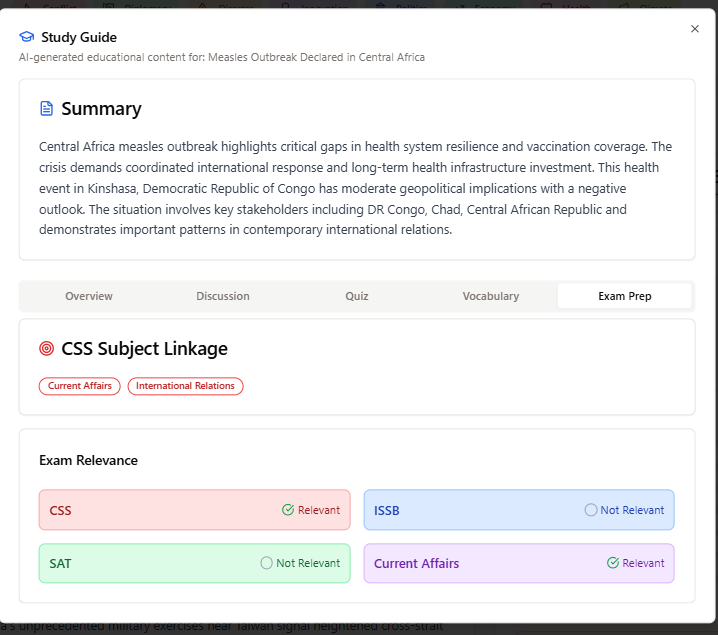 Study Guide
AI-generated educational content for: Measles Outbreak Declared in Central Africa
Summary
Central Africa measles outbreak highlights critical gaps in health system resilience and vaccination coverage. The
crisis demands coordinated international response and long-term health infrastructure investment. This health
event in Kinshasa, Democratic Republic of Congo has moderate geopolitical implications with a negative
outlook. The situation involves key stakeholders including DR Congo, Chad, Central African Republic and
demonstrates important patterns in contemporary international relations.
Overview Discussion Quiz Vocabulary Exam Prep
CSS Subject Linkage
Current Affairs International Relations
Exam Relevance
CSS Relevant ISSB Not Relevant
SAT Not Relevant Current Affairs Relevant
unprecedented military exercises near Taiwan signal heightened cross-strait